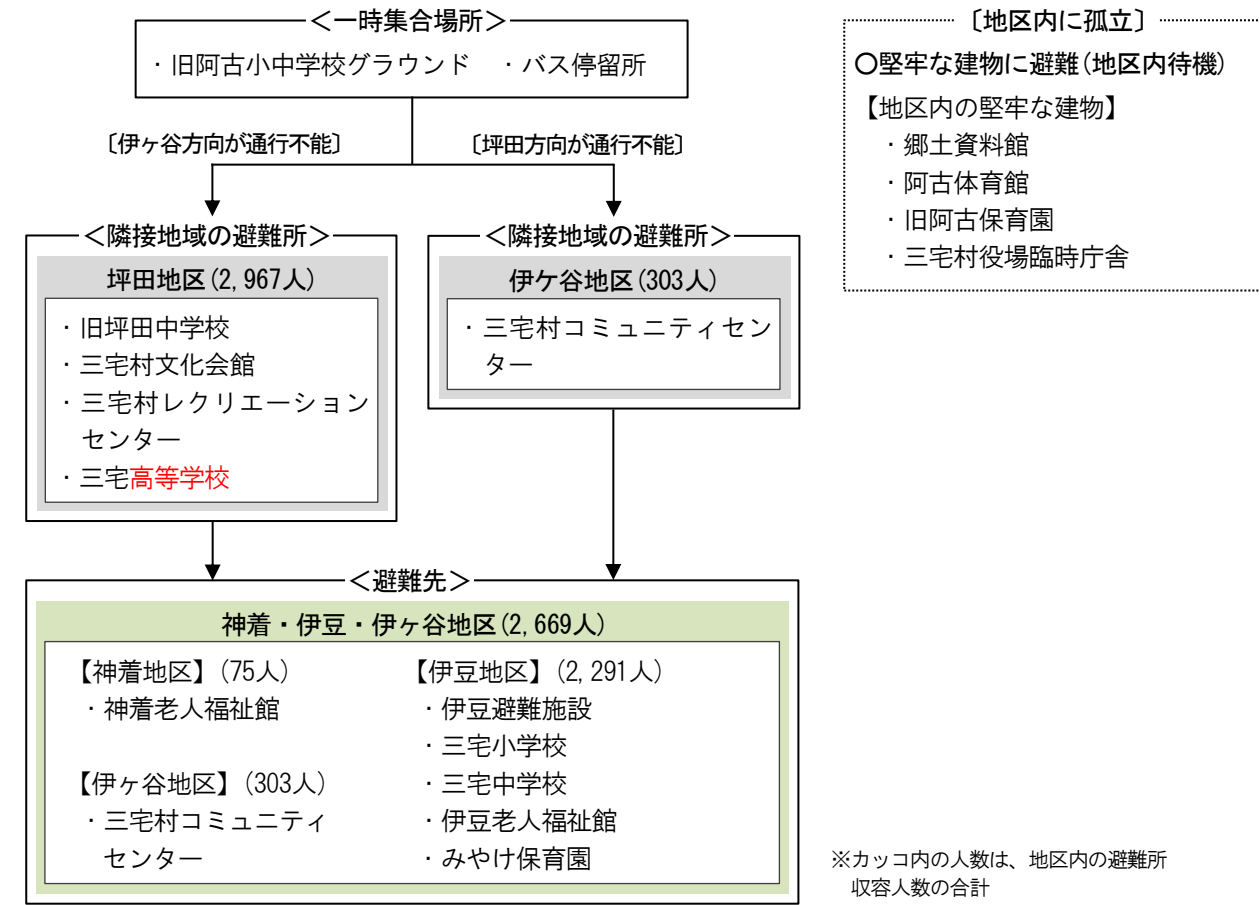 ＜一時集合場所＞
・旧阿古小中学校グラウンド ・バス停留所
〔伊ヶ谷方向が通行不能〕
〔坪田方向が通行不能〕
＜隣接地域の避難所＞
坪田地区(2,967人)
・旧坪田中学校
・三宅村文化会館
・三宅村レクリエーション
センター
・三宅高等学校
＜隣接地域の避難所＞
伊ケ谷地区(303人)
・三宅村コミュニティセン
ター
＜避難先＞
神着・伊豆・伊ヶ谷地区(2,669人)
【神着地区】(75人)
・神着老人福祉館
【伊ヶ谷地区】(303人)
・三宅村コミュニティ
センター
【伊豆地区】(2,291人)
・伊豆避難施設
・三宅小学校
・三宅中学校
・伊豆老人福祉館
・みやけ保育園
〔地区内に孤立〕
○堅牢な建物に避難(地区内待機)
【地区内の堅牢な建物】
・郷土資料館
・阿古体育館
・旧阿古保育園
・三宅村役場臨時庁舎
※カッコ内の人数は、地区内の避難所
収容人数の合計